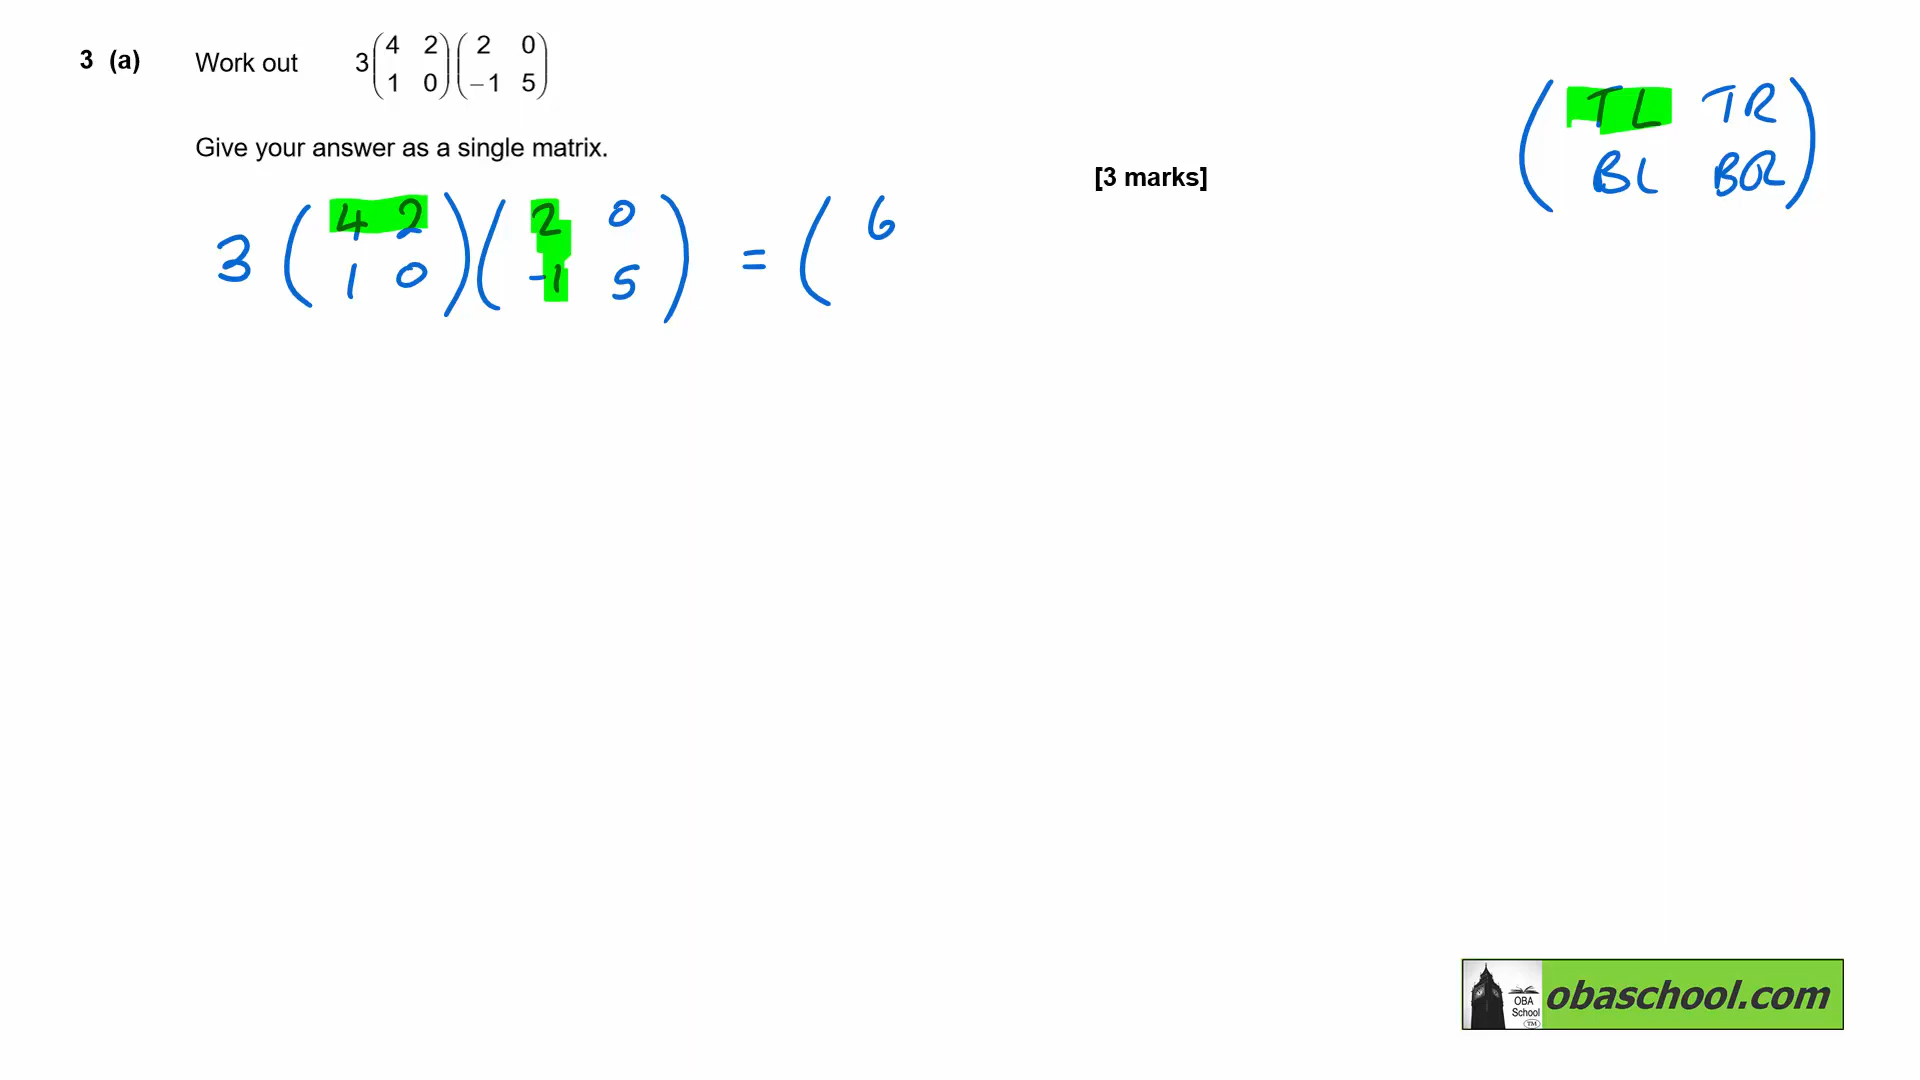 3 (a) Work out 3(4 2)(2 0)
(1 0)(−1 5)
Give your answer as a single matrix.
[3 marks]
(TL TR)
(BL BR)
3(4 2)(2 0) = (6
(1 0)(-1 5)
OBA
School
(TM)
obaschool.com